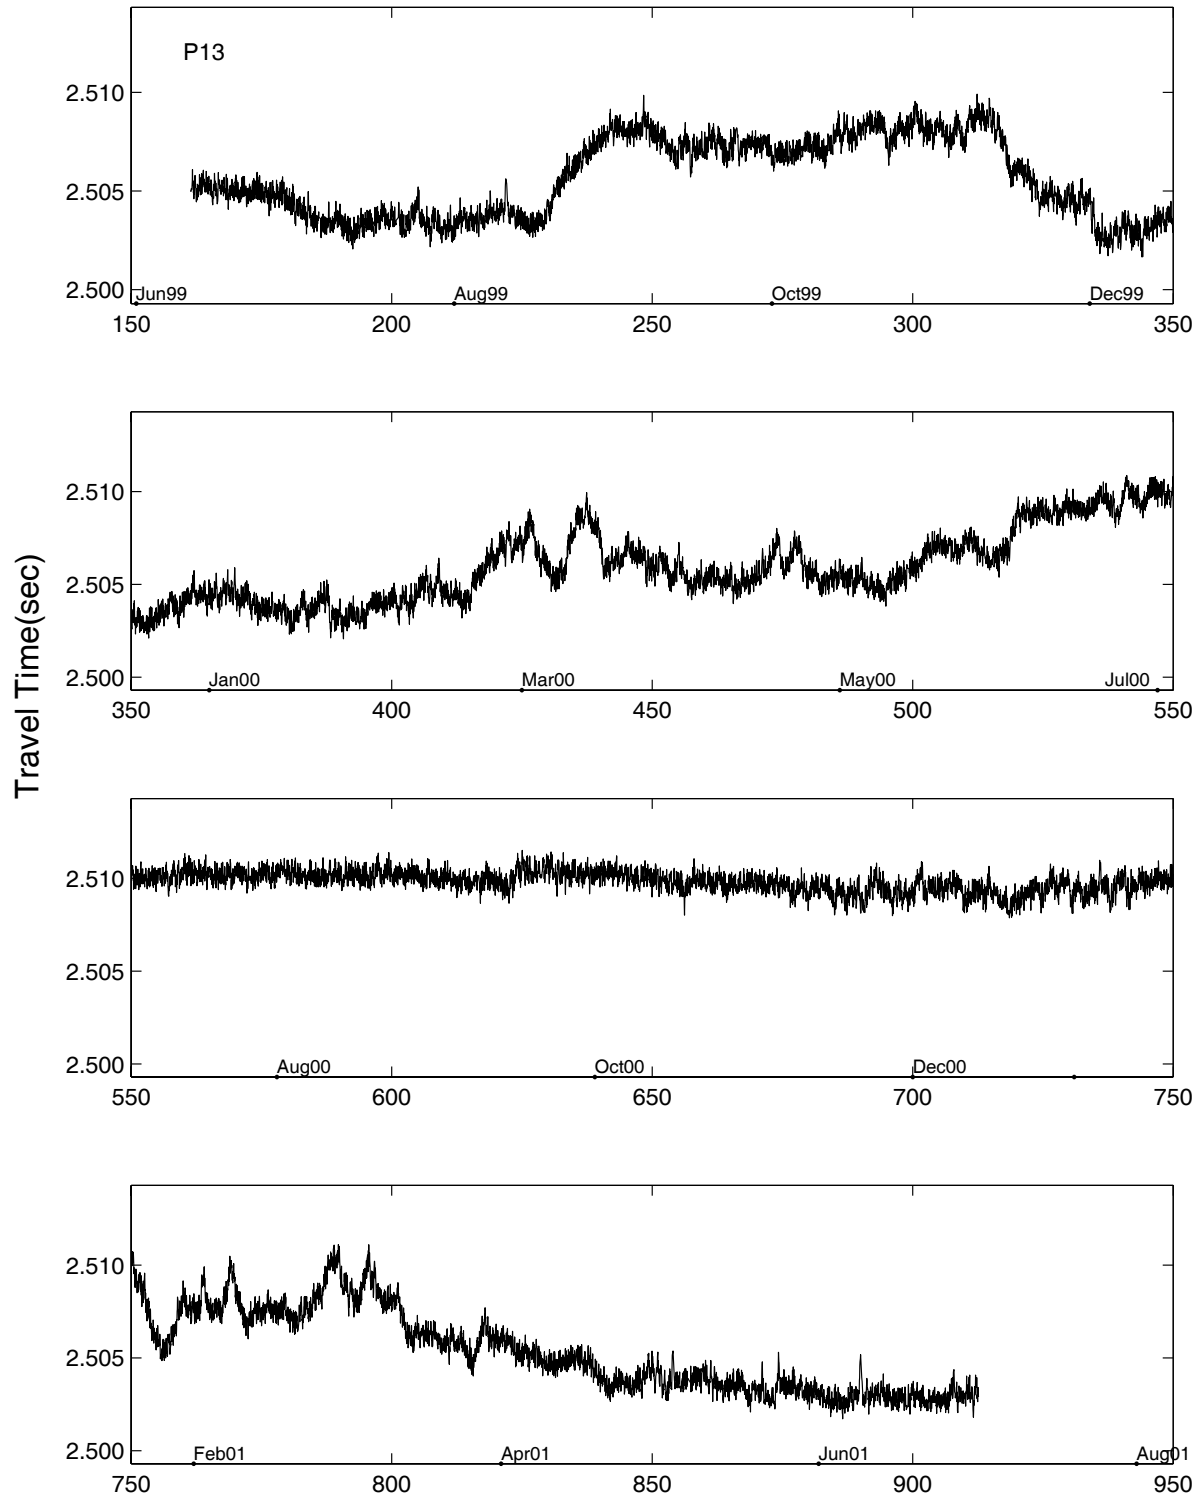 P13
2.510
2.505
2.500
Jun99 Aug99 Oct99 Dec99
150 200 250 300 350
Travel Time(sec)
2.510
2.505
2.500
Jan00 Mar00 May00 Jul00
350 400 450 500 550
2.510
2.505
2.500
Aug00 Oct00 Dec00
550 600 650 700 750
2.510
2.505
2.500
Feb01 Apr01 Jun01 Aug01
750 800 850 900 950